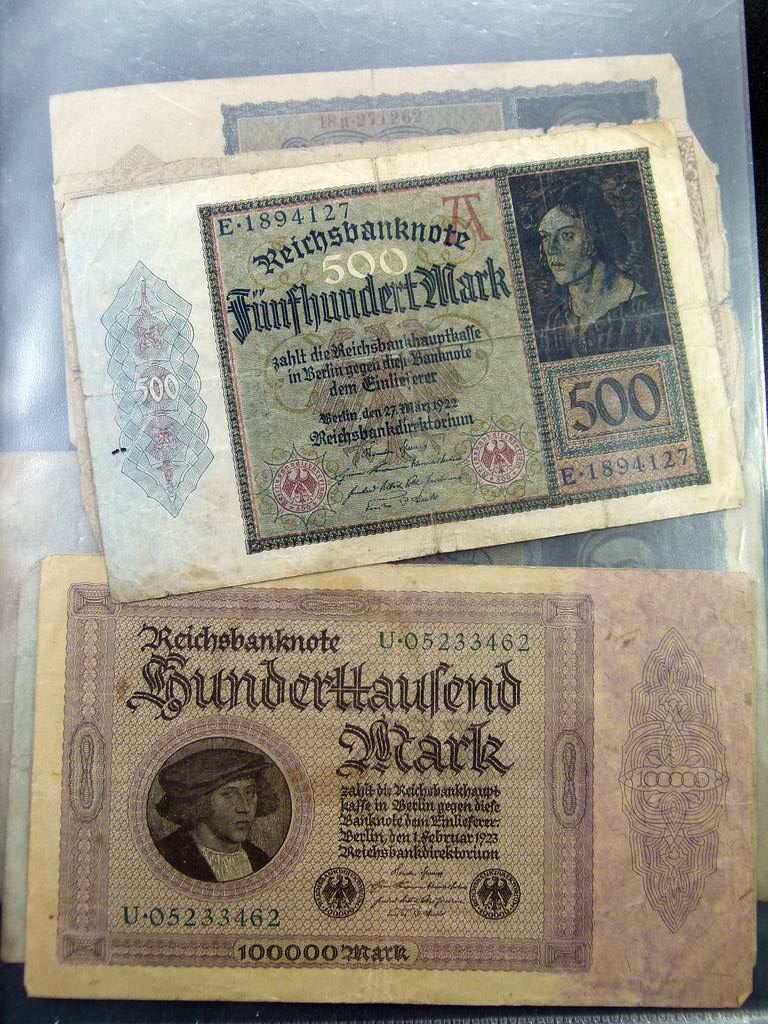 18A·271262
E·1894127
Reichsbanknote
500
Fünfhundert Mark
zahlt die Reichsbankhauptkasse
in Berlin gegen diese Banknote
dem Einlieferer
Berlin, den 27. März 1922
Reichsbankdirektorium
500
500
E·1894127
Reichsbanknote U·05233462
Hunderttausend
Mark
zahlt die Reichsbankhaupt-
kasse in Berlin gegen diese
Banknote dem Einlieferer.
Berlin, den 1. Februar 1923
Reichsbankdirektorium
100000
U·05233462
100000 Mark